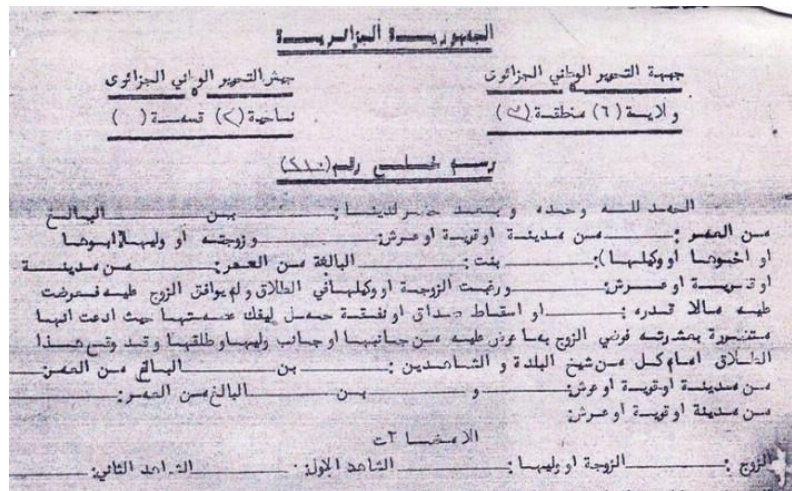 الجمهورية الجزائرية
جبهة التحرير الوطني الجزائري
جيش التحرير الوطني الجزائري
ولاية (٦) منطقة (٣)
ناحية (٢) قسمة ( )
رسم خلع رقم (٢١٠)
الحمد لله وحده وبعد حضر لدينا: بن البالغ
من العمر: من مدينة او قرية او عرش: وزوجته او وليها (ابوها
او اخوها او وكيلها): بنت: البالغة من العمر: من مدينة
او قرية او عرش: ورغبت الزوجة او وكيلها في الطلاق ولم يوافق الزوج عليه فعرضت
عليه مالا قدره: او اسقاط صداق او نفقة حمل ليفك عصمتها حيث ادعت انها
متضررة بعشرته فرضي الزوج بما عرض عليه من جانبها او جانب وليها وطلقها وقد وقع هذا
الطلاق امام كل من شيخ البلدة و الشاهدين: بن البالغ من العمر:
من مدينة او قرية او عرش: و بن البالغ من العمر:
من مدينة او قرية او عرش:
الامضاآت
الزوج: الزوجة او وليها: الشاهد الاول: الشاهد الثاني: